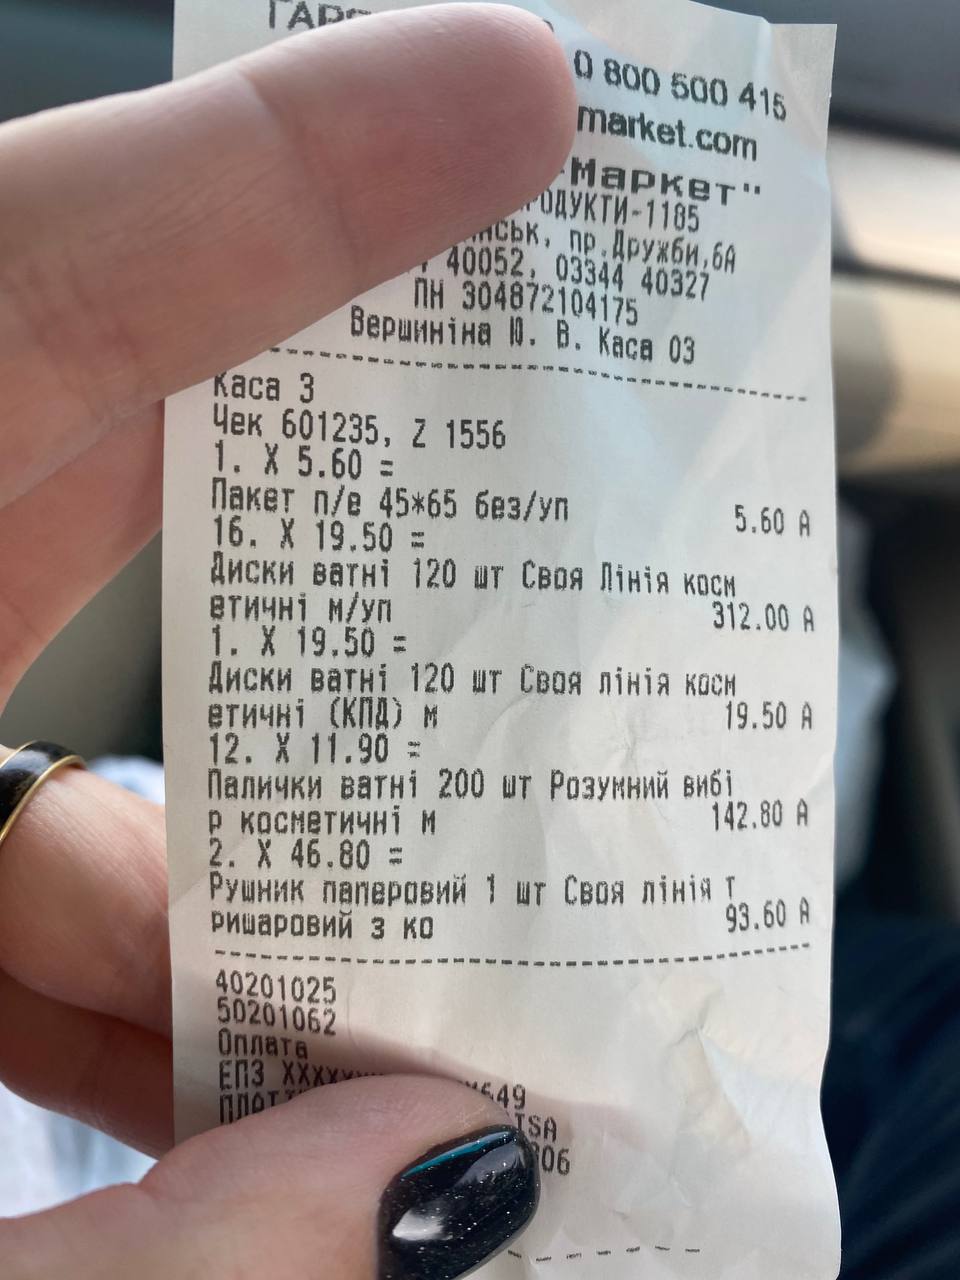 0 800 500 415
market.com
-Маркет"
ПРОДУКТИ-1185
пр.Дружби,6А
40052, 03344 40327
ПН 304872104175
Вершиніна Ю. В. Каса 03
Каса 3
Чек 601235, Z 1556
1. X 5.60 =
Пакет п/е 45*65 без/уп 5.60 А
16. X 19.50 =
Диски ватні 120 шт Своя Лінія косм
етичні м/уп 312.00 А
1. X 19.50 =
Диски ватні 120 шт Своя лінія косм
етичні (КПД) м 19.50 А
12. X 11.90 =
Палички ватні 200 шт Розумний вибі
р косметичні м 142.80 А
2. X 46.80 =
Рушник паперовий 1 шт Своя лінія т
ришаровий з ко 93.60 А
40201025
50201062
Оплата
ЕПЗ